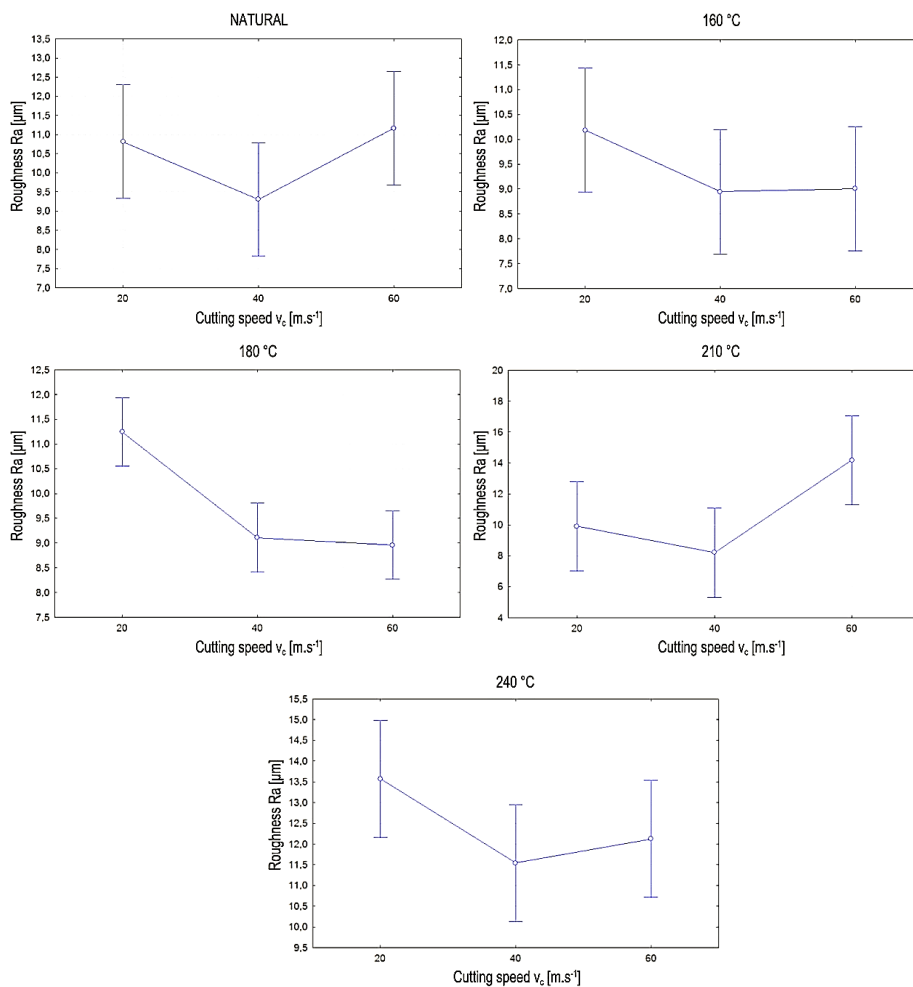 NATURAL
13,5
13,0
12,5
12,0
11,5
11,0
10,5
10,0
9,5
9,0
8,5
8,0
7,5
7,0
Roughness Ra [µm]
20 40 60
Cutting speed v꜀ [m.s⁻¹]
160 °C
12,0
11,5
11,0
10,5
10,0
9,5
9,0
8,5
8,0
7,5
7,0
Roughness Ra [µm]
20 40 60
Cutting speed v꜀ [m.s⁻¹]
180 °C
12,5
12,0
11,5
11,0
10,5
10,0
9,5
9,0
8,5
8,0
7,5
Roughness Ra [µm]
20 40 60
Cutting speed v꜀ [m.s⁻¹]
210 °C
20
18
16
14
12
10
8
6
4
Roughness Ra [µm]
20 40 60
Cutting speed v꜀ [m.s⁻¹]
240 °C
15,5
15,0
14,5
14,0
13,5
13,0
12,5
12,0
11,5
11,0
10,5
10,0
9,5
Roughness Ra [µm]
20 40 60
Cutting speed v꜀ [m.s⁻¹]